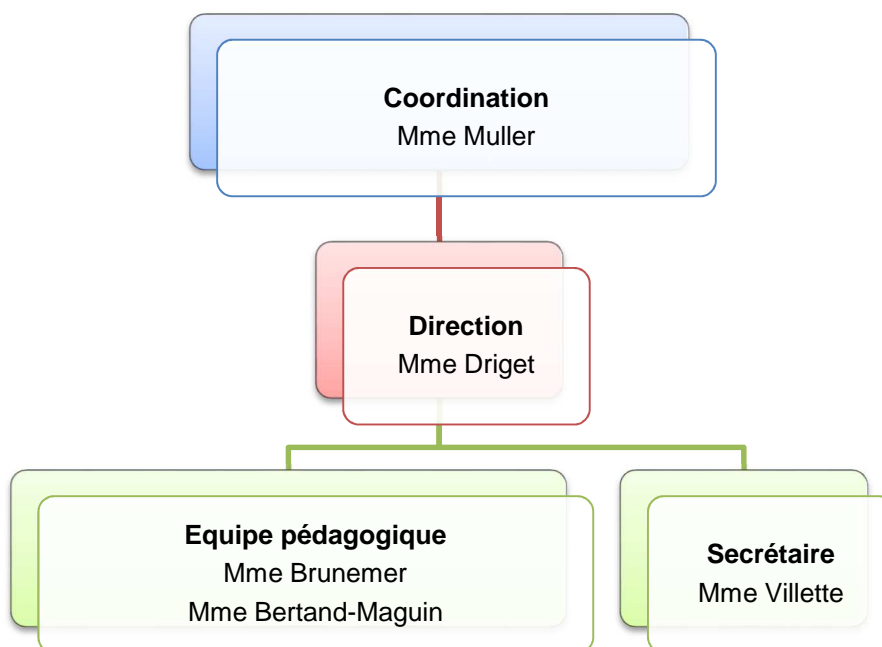 Coordination
Mme Muller
Direction
Mme Driget
Equipe pédagogique
Mme Brunemer
Mme Bertand-Maguin
Secrétaire
Mme Villette